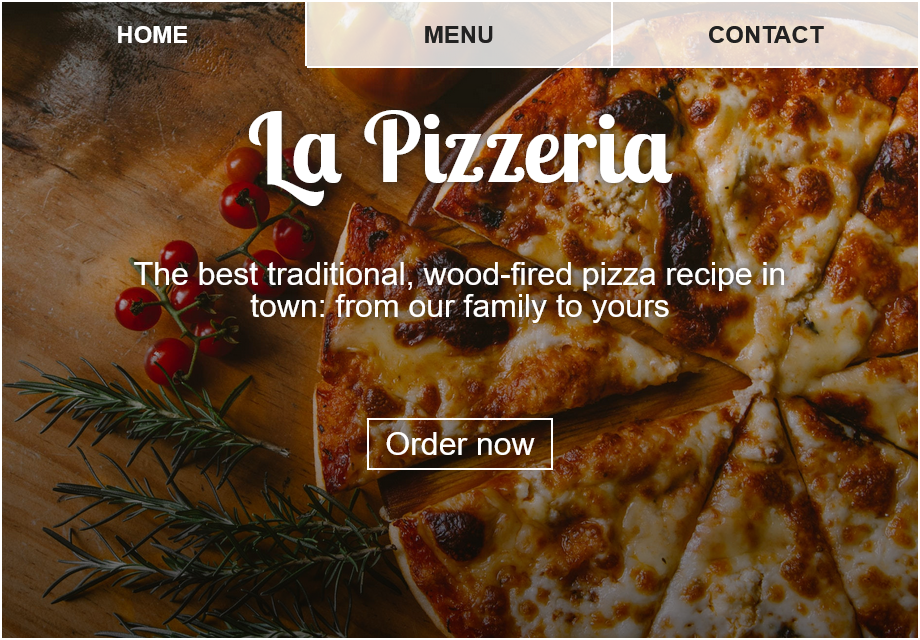 HOME
MENU
CONTACT
La Pizzeria
The best traditional, wood-fired pizza recipe in
town: from our family to yours
Order now